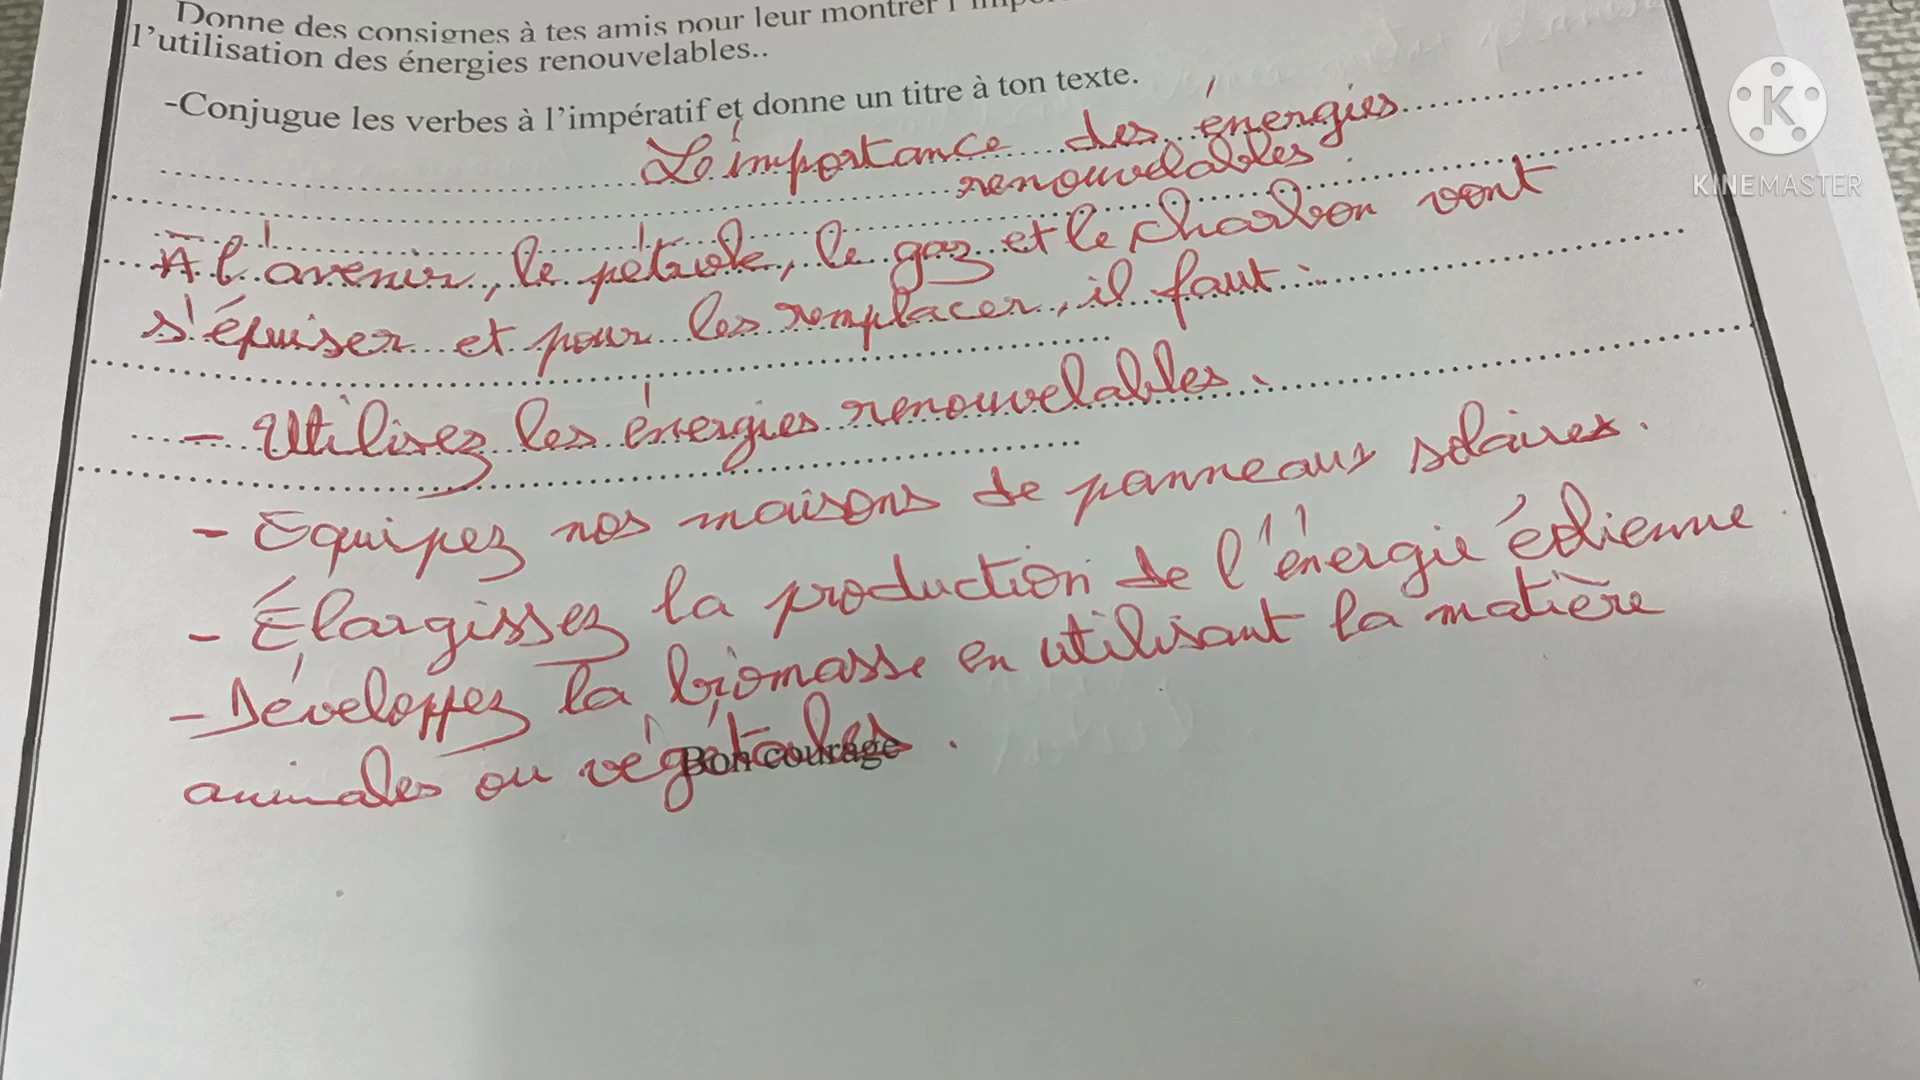 Donne des consignes à tes amis pour leur montrer l'impor
l'utilisation des énergies renouvelables..
-Conjugue les verbes à l'impératif et donne un titre à ton texte.
L'importance des énergies
renouvelables
À l'avenir, le pétrole, le gaz et le charbon vont
s'épuiser et pour les remplacer, il faut :
- Utilisez les énergies renouvelables.
- Equipez nos maisons de panneaux solaires.
- Élargissez la production de l'énergie éolienne
- Développez la biomasse en utilisant la matière
animales ou végétales.
Bon courage
KINEMASTER